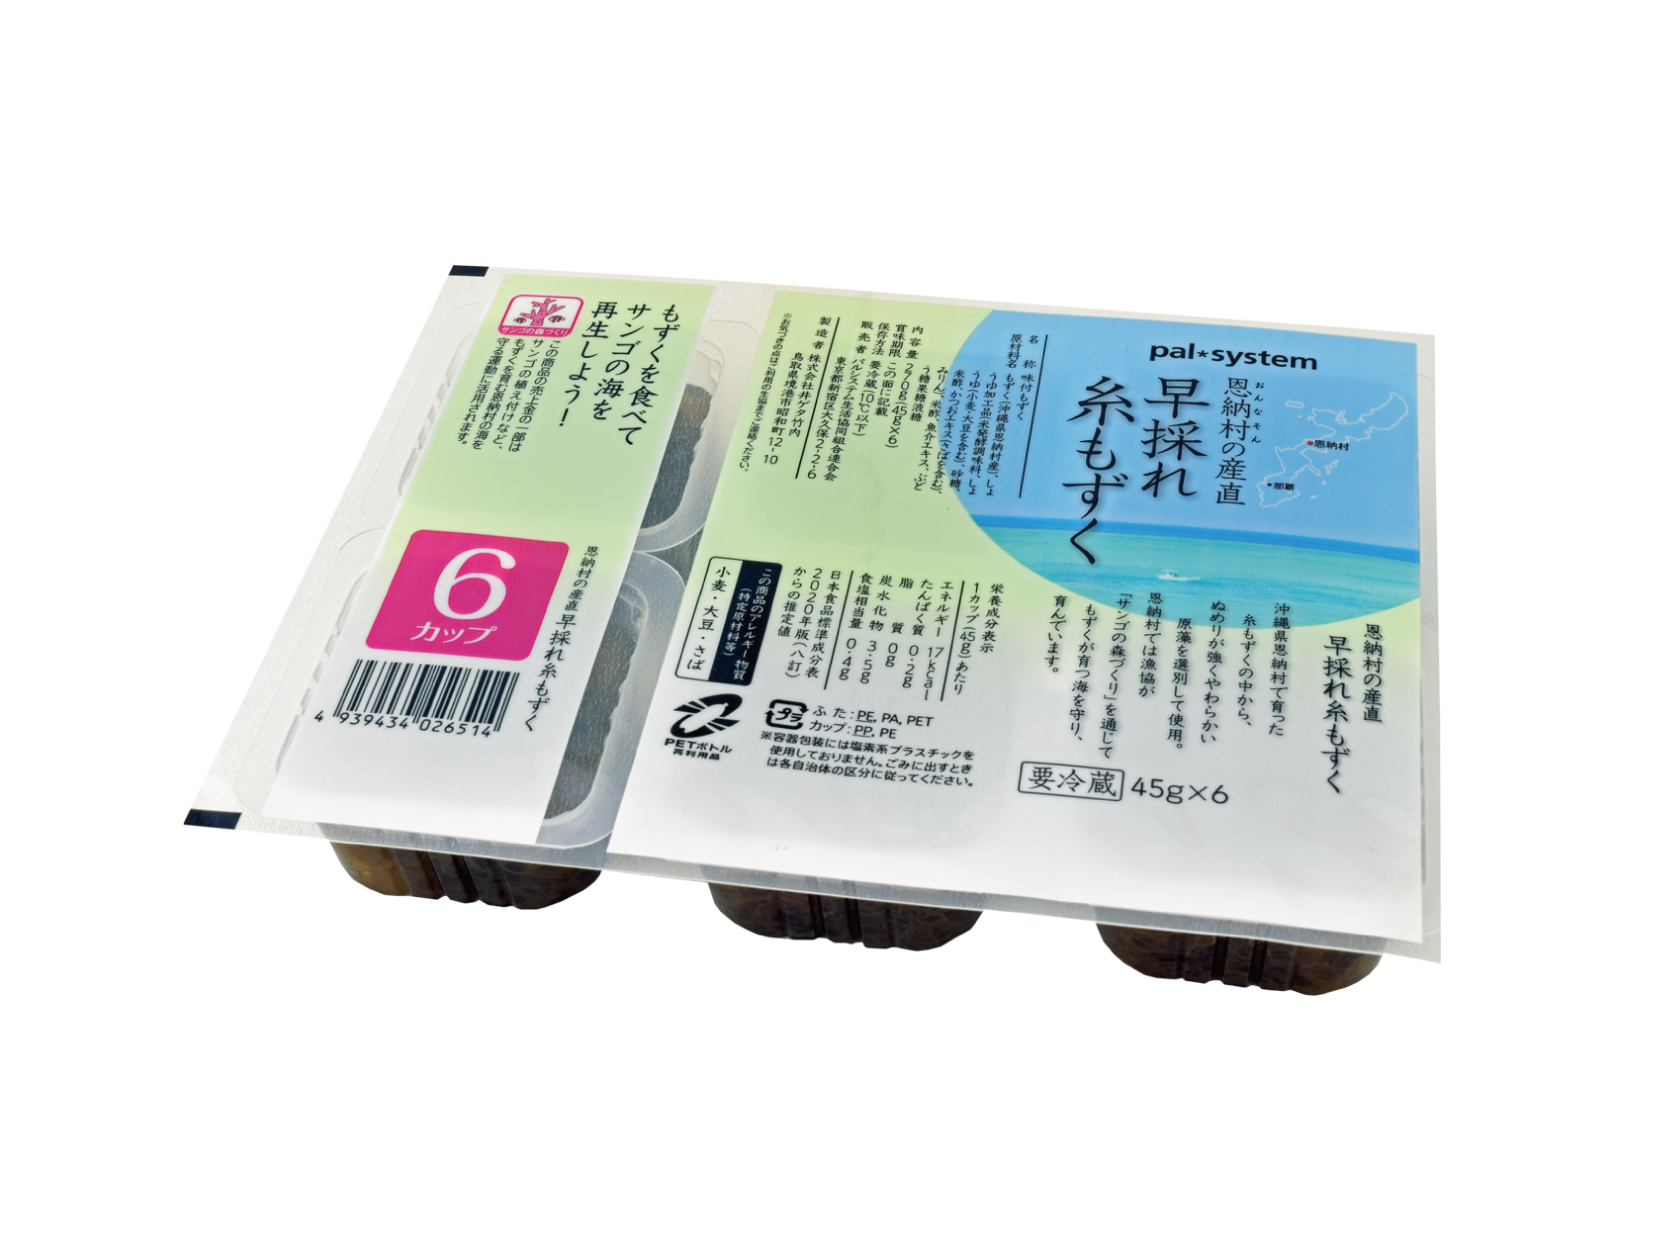 pal*system
恩納村の産直
おんなそん
早採れ
糸もずく
恩納村
那覇
恩納村の産直
早採れ糸もずく
沖縄県恩納村で育った
糸もずくの中から、
ぬめりが強くやわらかい
原藻を選別して使用。
恩納村では漁協が
「サンゴの森づくり」を通じて
もずくが育つ海を守り、
育んでいます。
要冷蔵 45g×6
名称 味付もずく
原材料名 もずく(沖縄県恩納村産)、しょ
うゆ加工品(米発酵調味料、しょ
うゆ(小麦・大豆を含む)、砂糖、
米酢、かつおエキス(さばを含む)、
みりん)、米酢、魚介エキス、ぶど
う糖果糖液糖
内容量 270g(45g×6)
賞味期限 この面に記載
保存方法 要冷蔵(10℃以下)
販売者 パルシステム生活協同組合連合会
東京都新宿区大久保2-2-6
製造者 株式会社井ゲタ竹内
鳥取県境港市昭和町12-10
※お気づきの点はご利用の生協までご連絡ください。
栄養成分表示
1カップ(45g)あたり
エネルギー 17kcal
たんぱく質 0.2g
脂質 0g
炭水化物 3.5g
食塩相当量 0.4g
日本食品標準成分表
2020年版(八訂)
からの推定値
この商品のアレルギー物質
(特定原材料等)
小麦・大豆・さば
PETボトル
再利用品
プラ
ふた:PE, PA, PET
カップ:PP, PE
※容器包装には塩素系プラスチックを
使用しておりません。ごみに出すとき
は各自治体の区分に従ってください。
もずくを食べて
サンゴの海を
再生しよう!
サンゴの森づくり
この商品の売上金の一部は
サンゴの植え付けなど、
もずくを育む恩納村の海を
守る運動に活用されます。
恩納村の産直 早採れ糸もずく
6
カップ
4 939434 026514